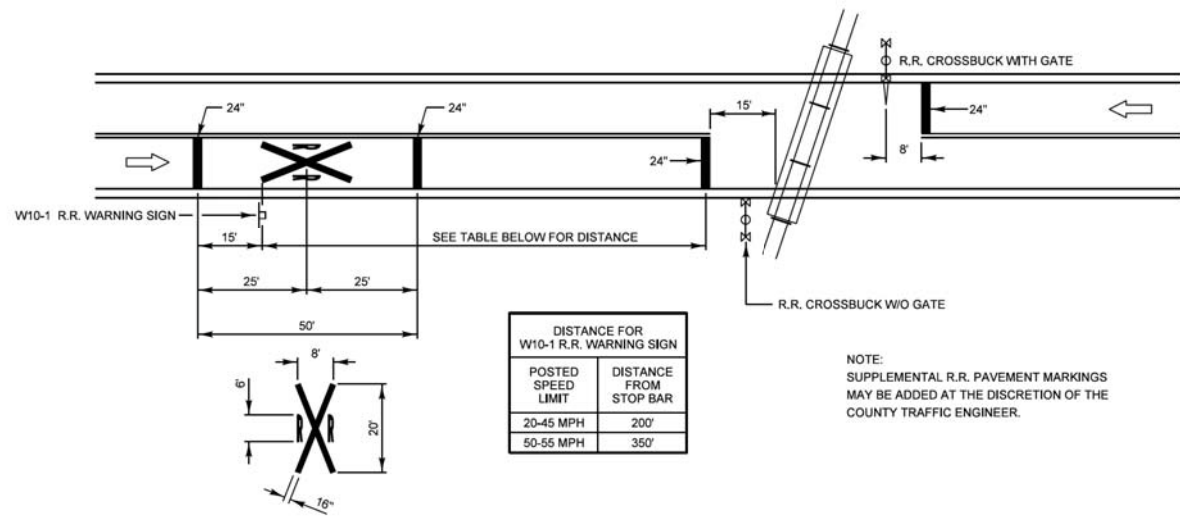 R.R. CROSSBUCK WITH GATE
24"
24"
15'
24"
24"
8'
R
R
W10-1 R.R. WARNING SIGN
15'
SEE TABLE BELOW FOR DISTANCE
25'
25'
50'
R.R. CROSSBUCK W/O GATE
8'
6'
R
R
20'
16"
DISTANCE FOR
W10-1 R.R. WARNING SIGN
POSTED
SPEED
LIMIT
DISTANCE
FROM
STOP BAR
20-45 MPH
200'
50-55 MPH
350'
NOTE:
SUPPLEMENTAL R.R. PAVEMENT MARKINGS
MAY BE ADDED AT THE DISCRETION OF THE
COUNTY TRAFFIC ENGINEER.